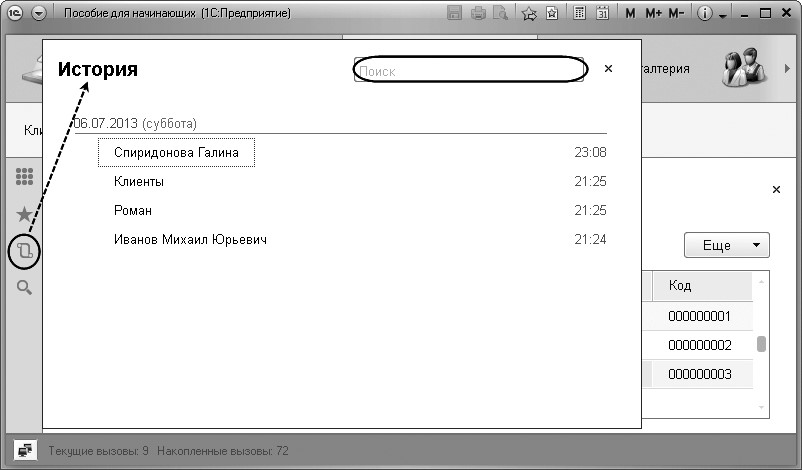 1С Пособие для начинающих (1С:Предприятие) 31 M M+ M- i
История Поиск × галтерия
Кли
06.07.2013 (суббота)
Спиридонова Галина 23:08
Клиенты 21:25
Роман 21:25
Иванов Михаил Юрьевич 21:24
Еще
Код
000000001
000000002
000000003
Текущие вызовы: 9 Накопленные вызовы: 72